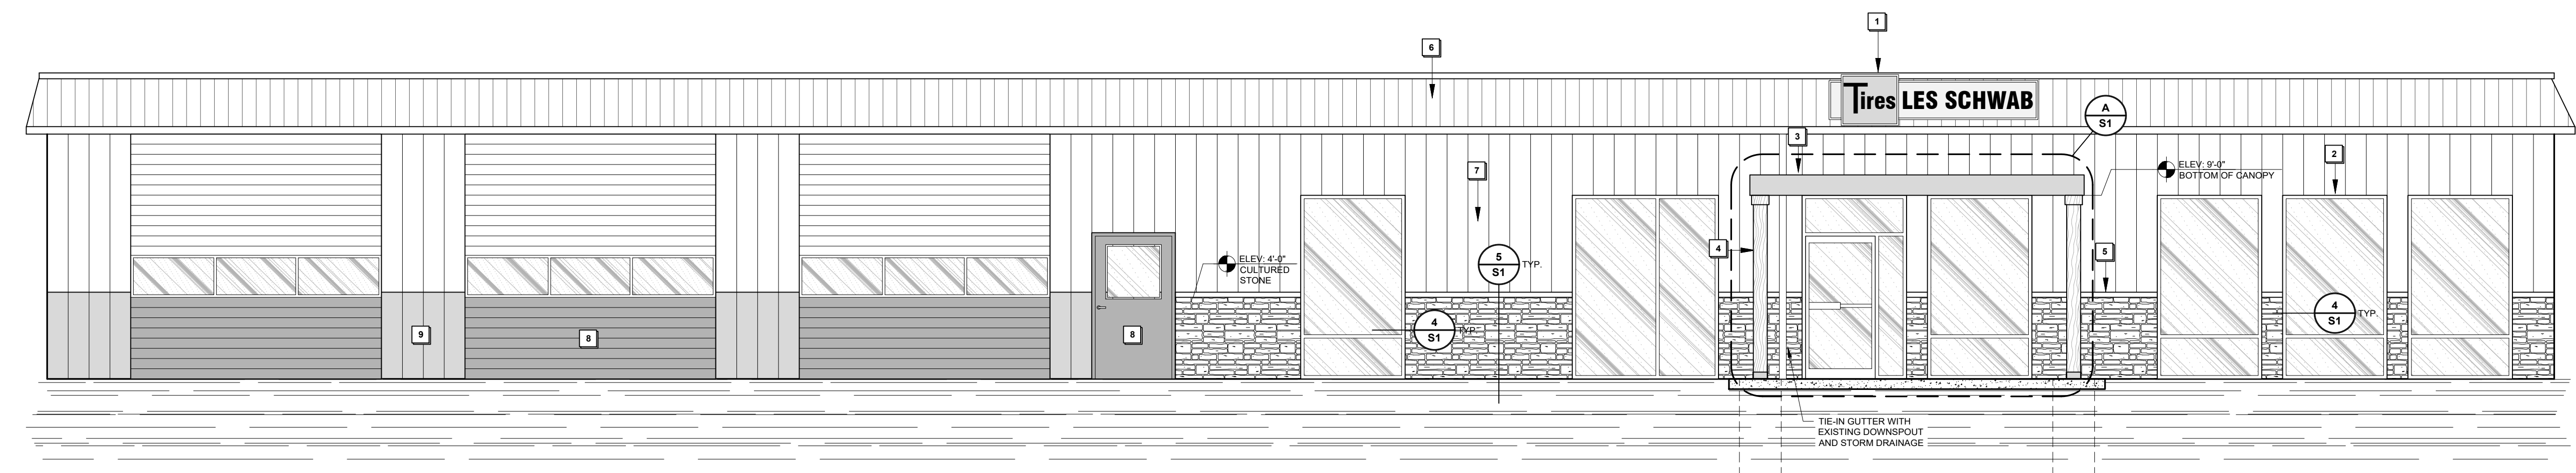 1
6
Tires LES SCHWAB
A
S1
3
2
ELEV: 9'-0"
BOTTOM OF CANOPY
7
4
5
ELEV: 4'-0"
CULTURED
STONE
5
S1
TYP.
4
S1
TYP.
4
S1
TYP.
9
8
8
TIE-IN GUTTER WITH
EXISTING DOWNSPOUT
AND STORM DRAINAGE